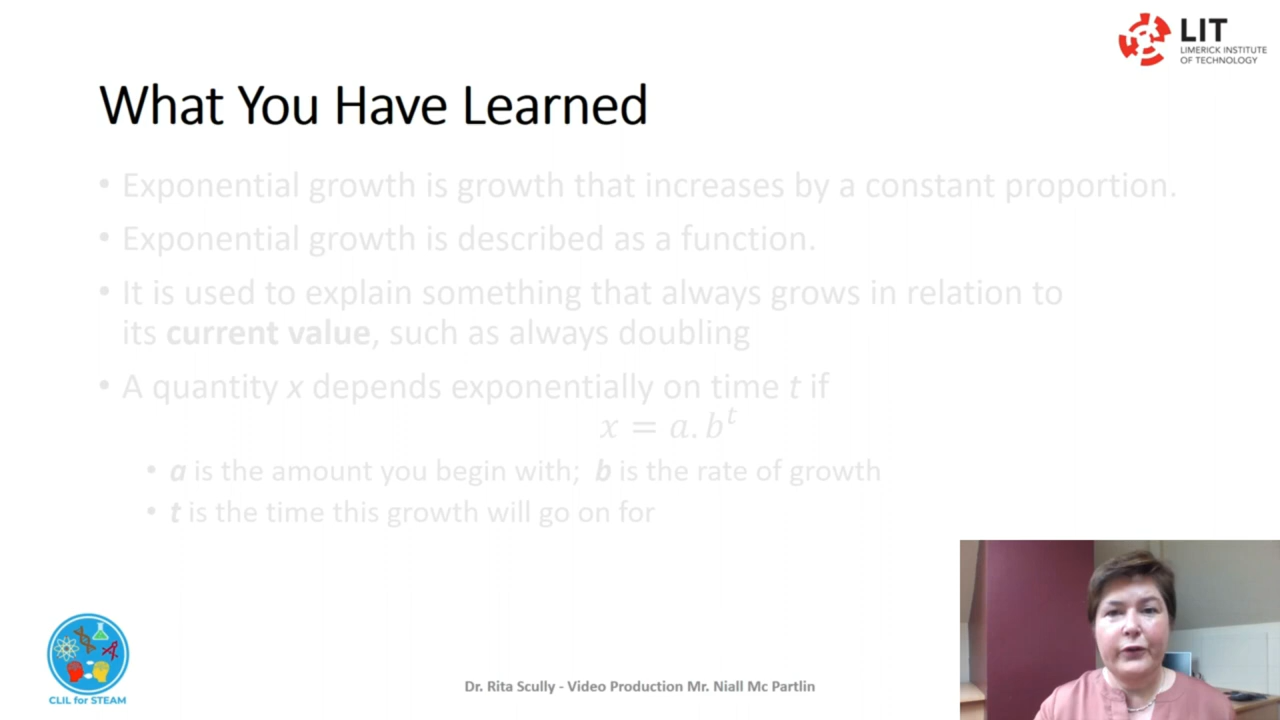 LIT
LIMERICK INSTITUTE
OF TECHNOLOGY
What You Have Learned
• Exponential growth is growth that increases by a constant proportion.
• Exponential growth is described as a function.
• It is used to explain something that always grows in relation to
its current value, such as always doubling
• A quantity x depends exponentially on time t if
x = a.b^t
• a is the amount you begin with; b is the rate of growth
• t is the time this growth will go on for
CLIL for STEAM
Dr. Rita Scully - Video Production Mr. Niall Mc Partlin